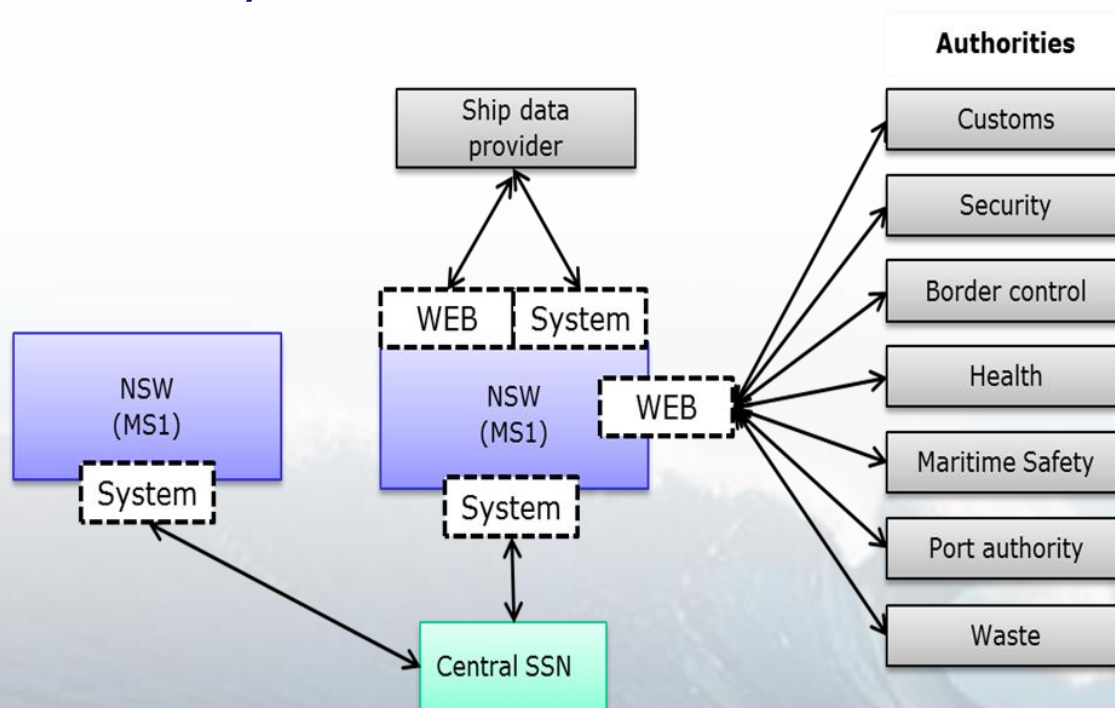 Authorities
Ship data
provider
Customs
Security
Border control
Health
Maritime Safety
Port authority
Waste
WEB
System
NSW
(MS1)
System
NSW
(MS1)
WEB
System
Central SSN